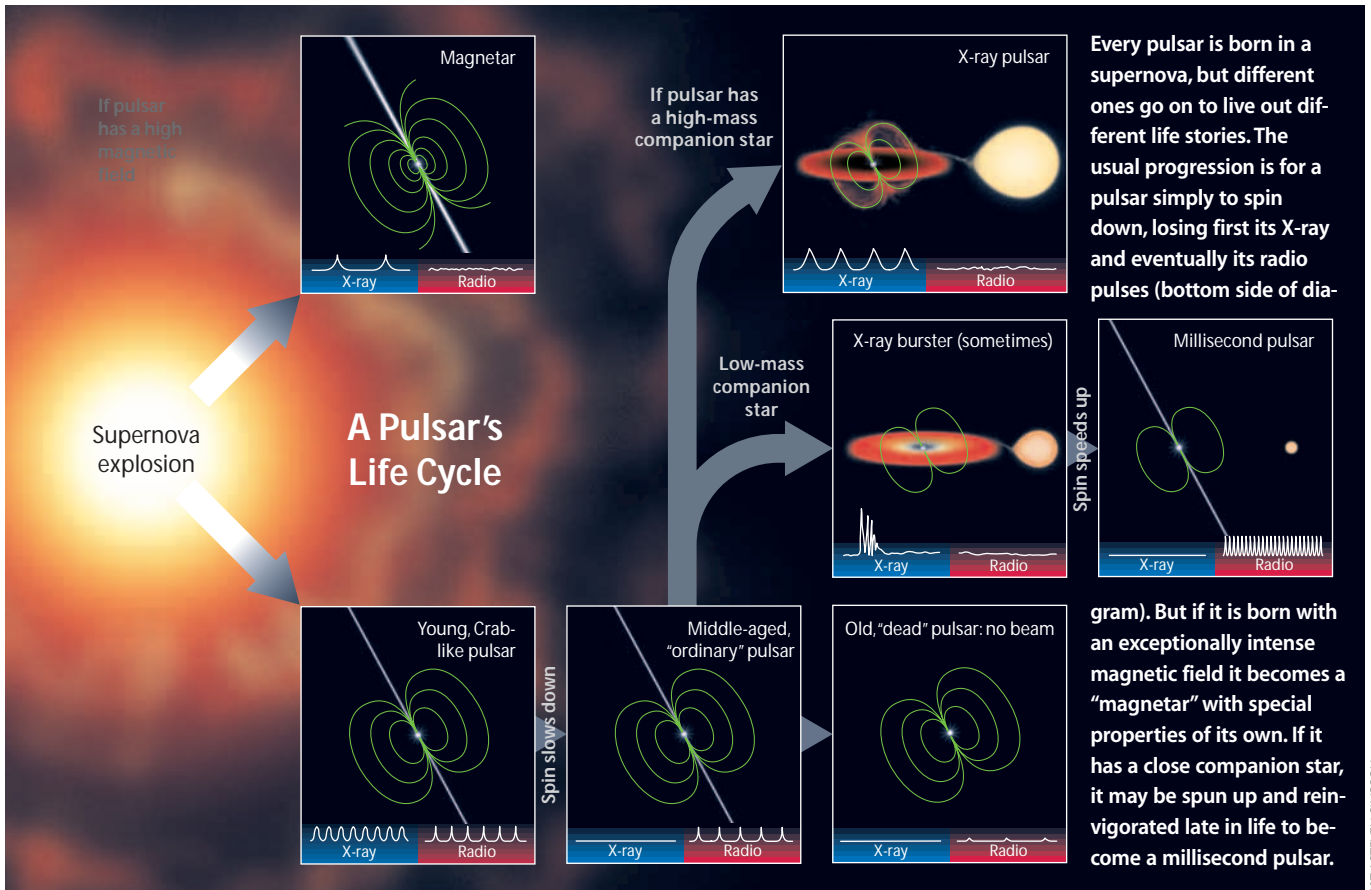 If pulsar
has a high
magnetic
field
Magnetar
X-ray
Radio
Supernova
explosion
A Pulsar's
Life Cycle
Young, Crab-
like pulsar
X-ray
Radio
Spin slows down
Middle-aged,
"ordinary" pulsar
X-ray
Radio
Old, "dead" pulsar: no beam
X-ray
Radio
If pulsar has
a high-mass
companion star
X-ray pulsar
X-ray
Radio
Low-mass
companion
star
X-ray burster (sometimes)
X-ray
Radio
Spin speeds up
Millisecond pulsar
X-ray
Radio
Every pulsar is born in a
supernova, but different
ones go on to live out dif-
ferent life stories. The
usual progression is for a
pulsar simply to spin
down, losing first its X-ray
and eventually its radio
pulses (bottom side of dia-
gram). But if it is born with
an exceptionally intense
magnetic field it becomes a
"magnetar" with special
properties of its own. If it
has a close companion star,
it may be spun up and rein-
vigorated late in life to be-
come a millisecond pulsar.